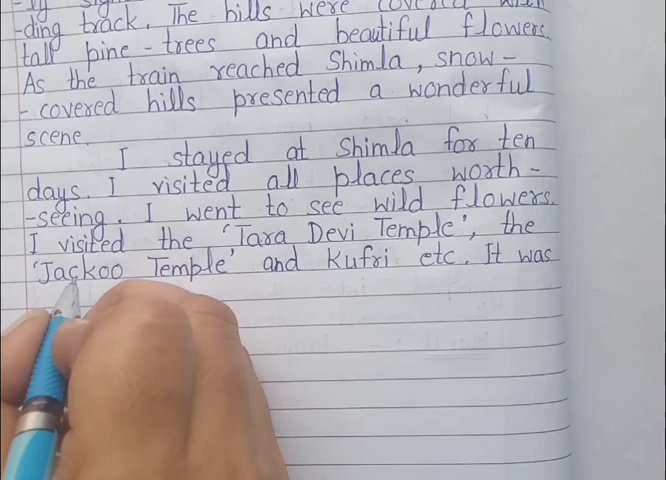 -ding track. The hills were covered with
tall pine-trees and beautiful flowers.
As the train reached Shimla, snow-
-covered hills presented a wonderful
scene.
I stayed at Shimla for ten
days. I visited all places worth-
-seeing. I went to see wild flowers.
I visited the 'Tara Devi Temple', the
'Jackoo Temple' and Kufri etc. It was